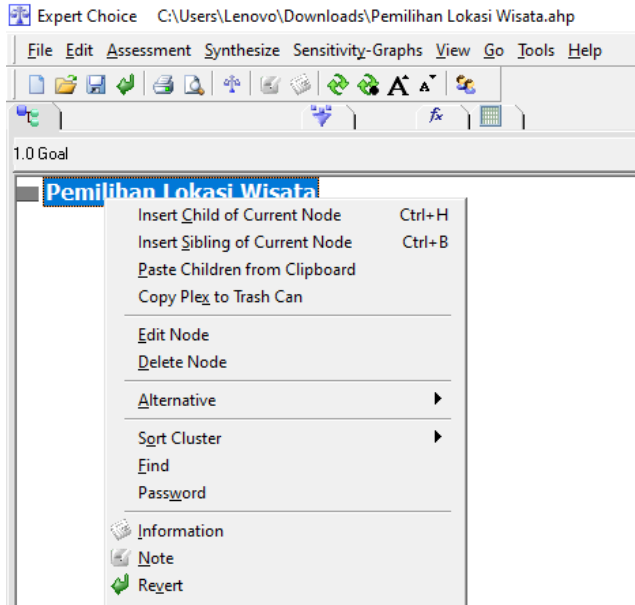 Expert Choice C:\Users\Lenovo\Downloads\Pemilihan Lokasi Wisata.ahp
File Edit Assessment Synthesize Sensitivity-Graphs View Go Tools Help
A A
fx
1.0 Goal
Pemilihan Lokasi Wisata
Insert Child of Current Node Ctrl+H
Insert Sibling of Current Node Ctrl+B
Paste Children from Clipboard
Copy Plex to Trash Can
Edit Node
Delete Node
Alternative
Sort Cluster
Find
Password
Information
Note
Revert